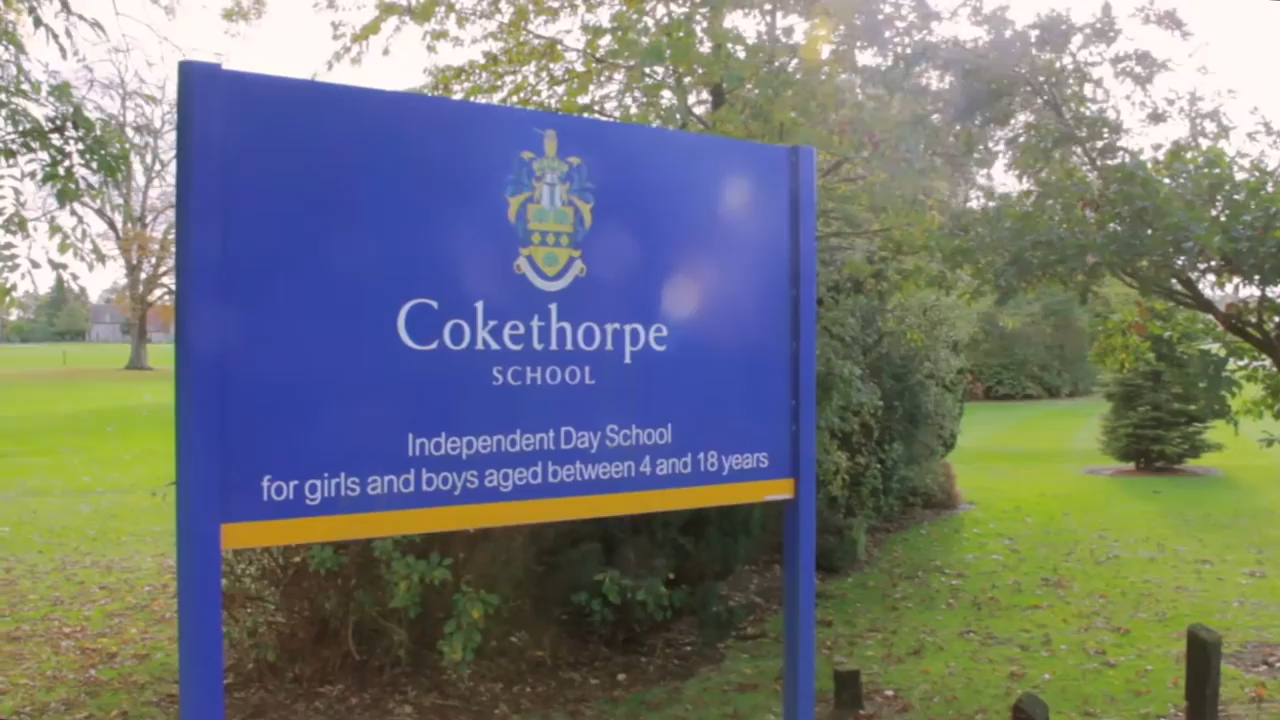 Cokethorpe
SCHOOL
Independent Day School
for girls and boys aged between 4 and 18 years